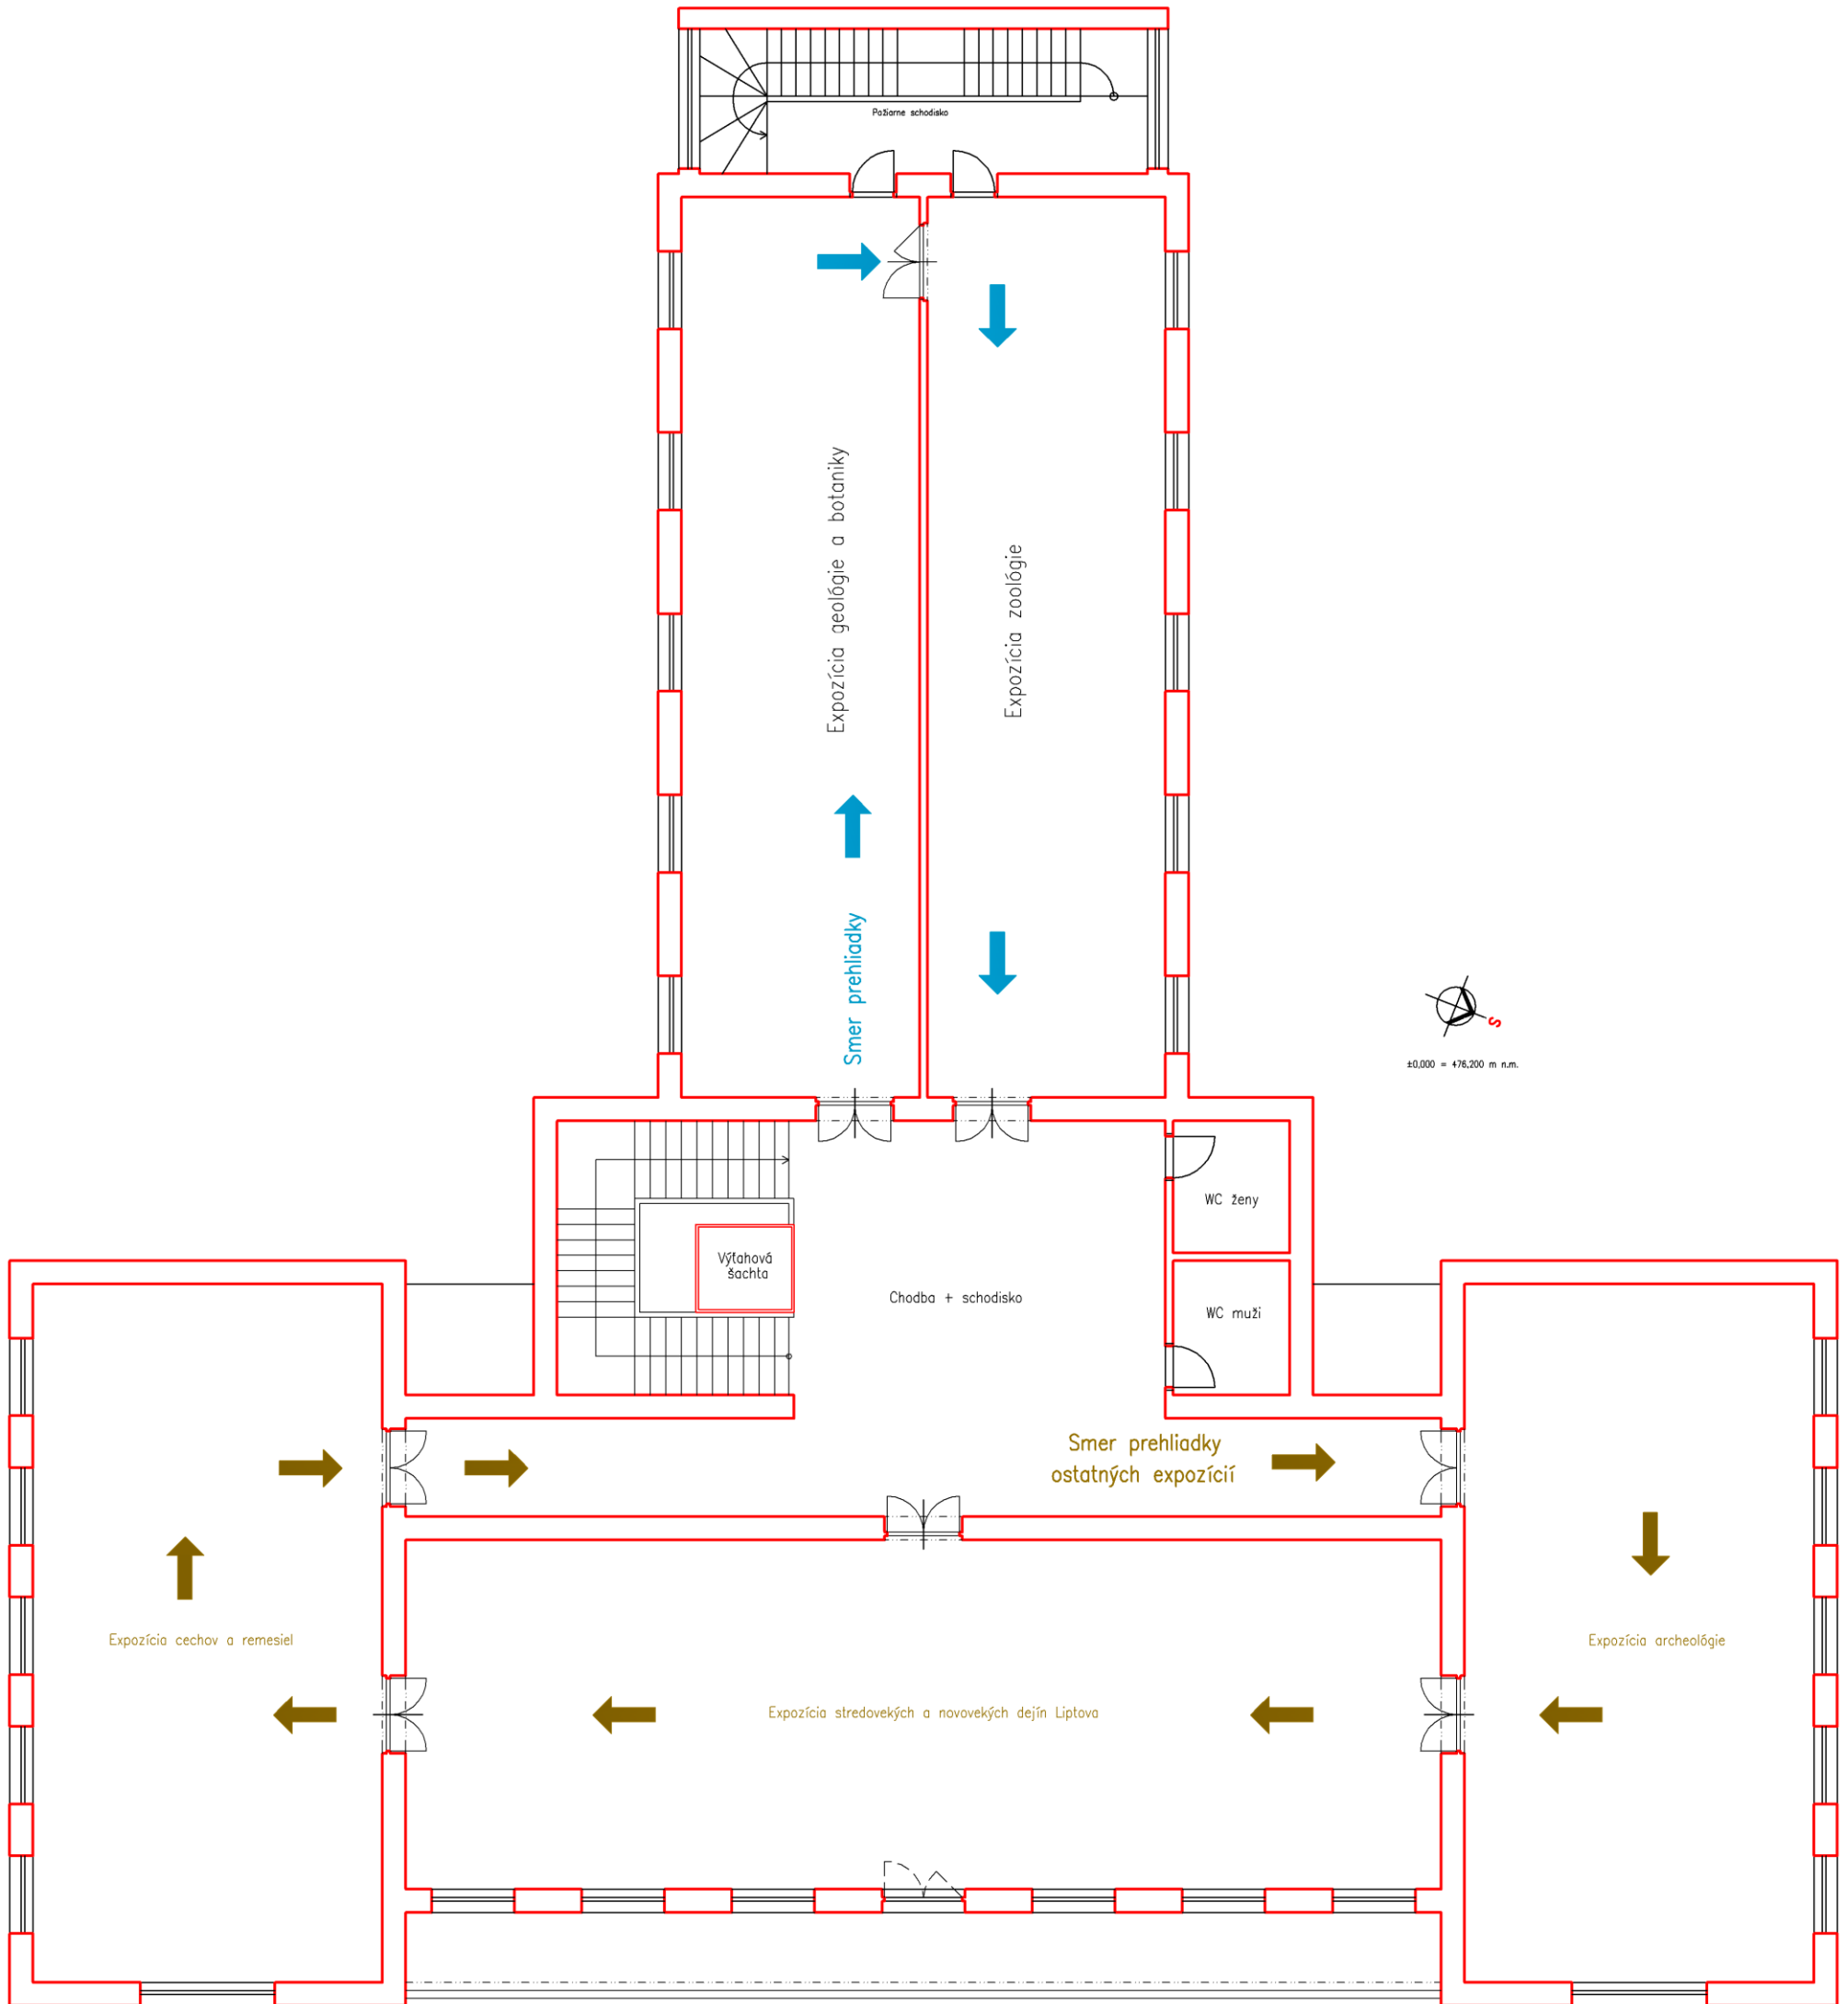 Požiarne schodisko
Expozícia geológie a botaniky
Expozícia zoológie
Smer prehliadky
S
±0,000 = 476,200 m n.m.
WC ženy
Výťahová
šachta
Chodba + schodisko
WC muži
Smer prehliadky
ostatných expozícií
Expozícia cechov a remesiel
Expozícia archeológie
Expozícia stredovekých a novovekých dejín Liptova